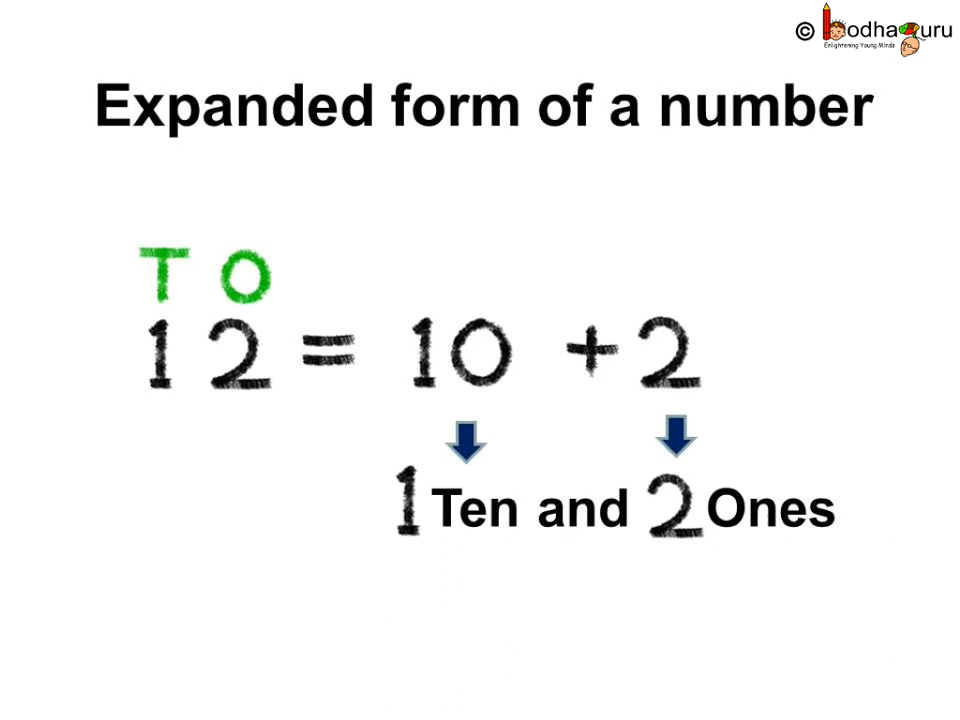 © bodhaguru
Enlightening Young Minds
Expanded form of a number
T O
12 = 10 + 2
1 Ten and 2 Ones